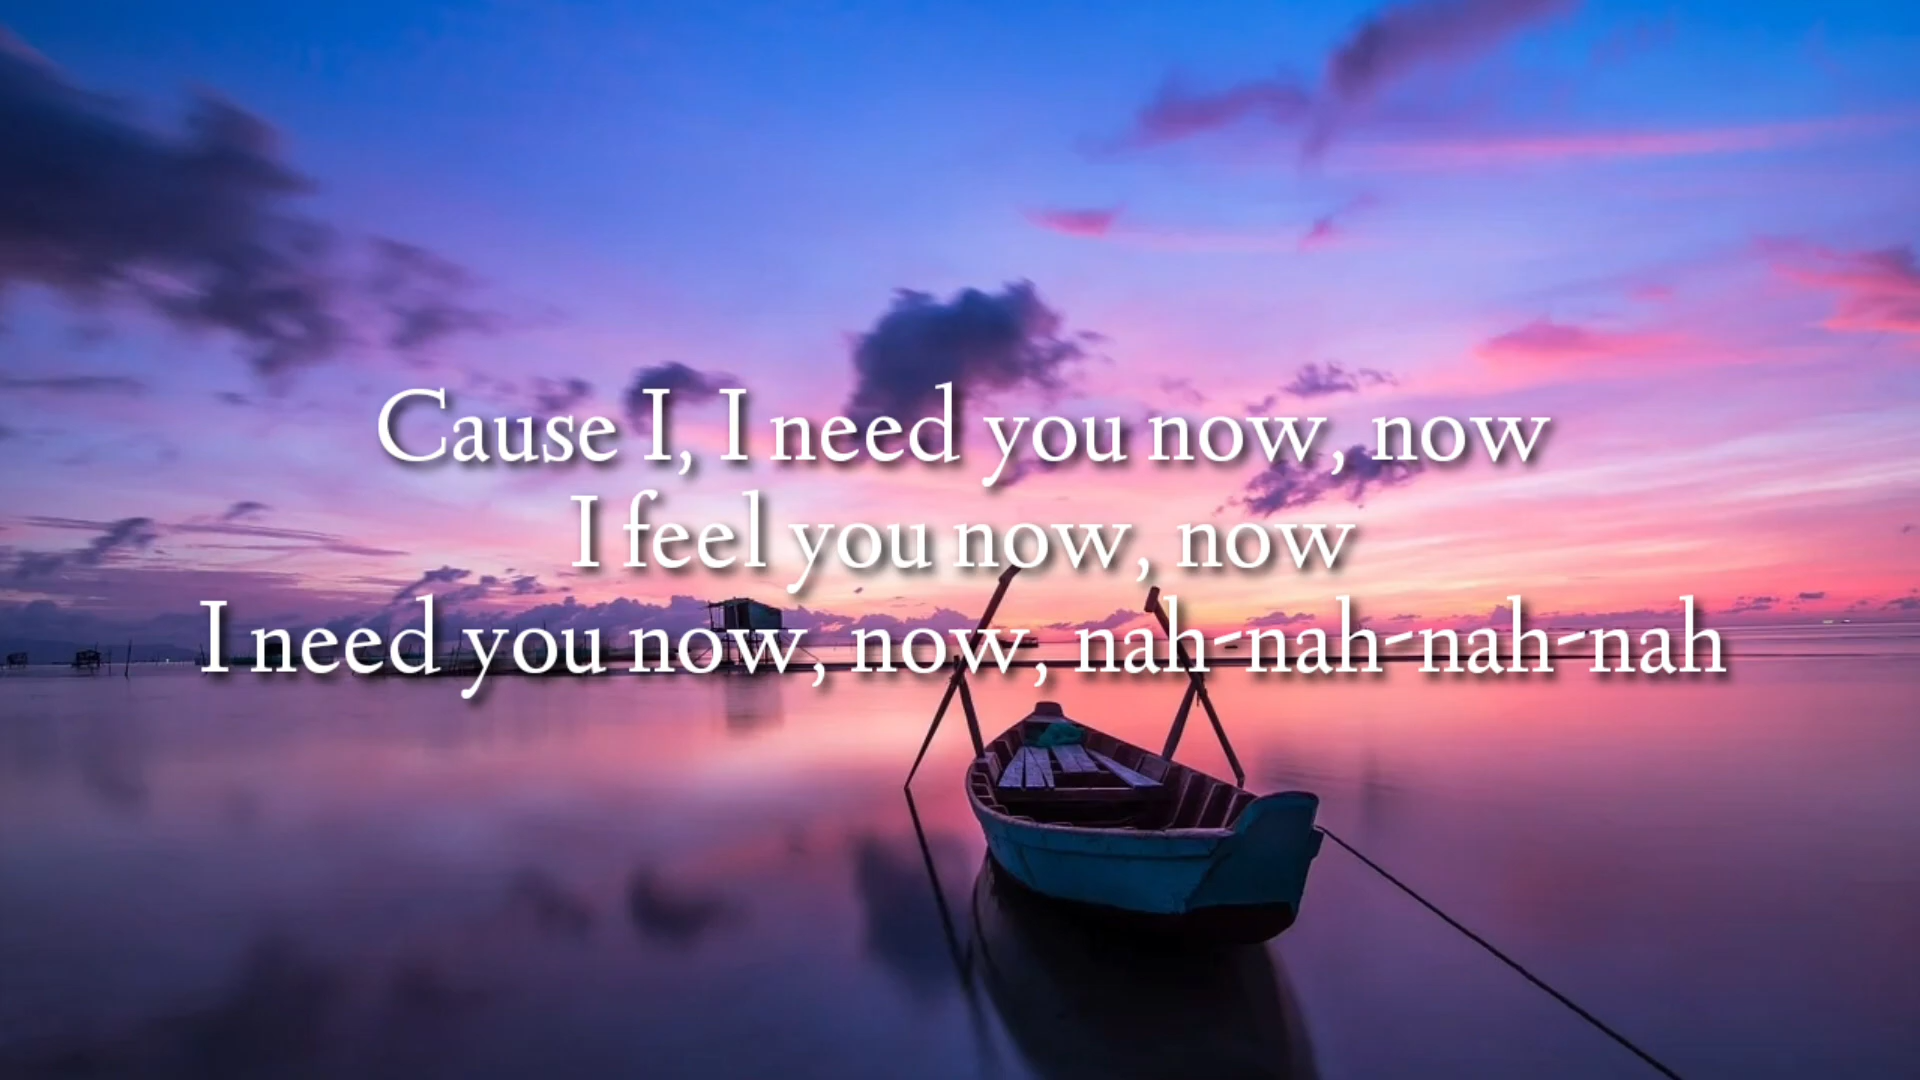 Cause I, I need you now, now
I feel you now, now
I need you now, now, nah-nah-nah-nah